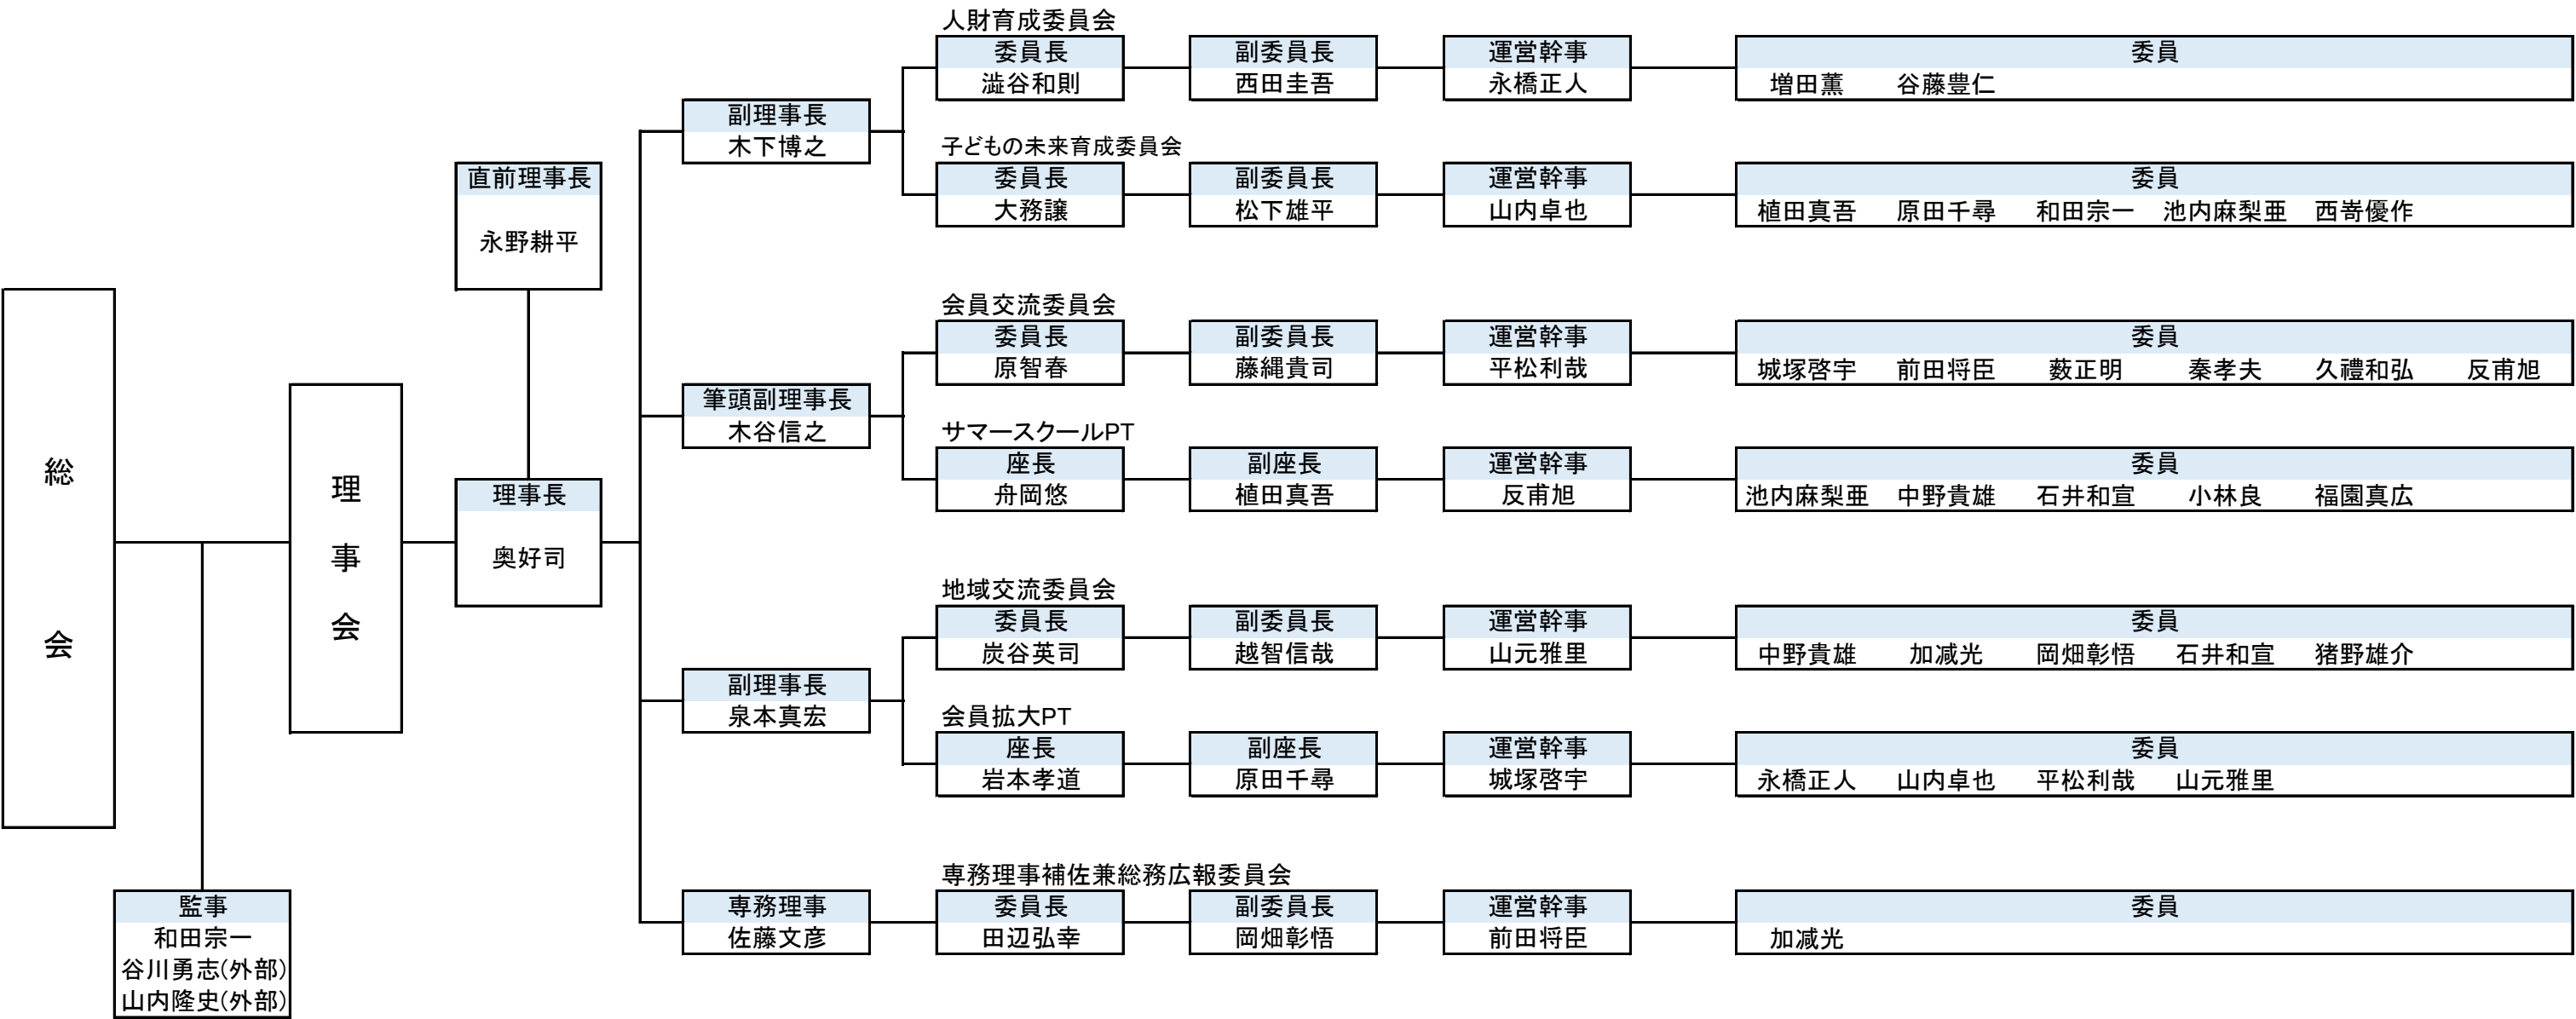 総会
監事
和田宗一
谷川勇志(外部)
山内隆史(外部)
理事会
直前理事長
永野耕平
理事長
奥好司
副理事長
木下博之
人財育成委員会
委員長 副委員長 運営幹事 委員
澁谷和則 西田圭吾 永橋正人 増田薫 谷藤豊仁
子どもの未来育成委員会
委員長 副委員長 運営幹事 委員
大務譲 松下雄平 山内卓也 植田真吾 原田千尋 和田宗一 池内麻梨亜 西嵜優作
筆頭副理事長
木谷信之
会員交流委員会
委員長 副委員長 運営幹事 委員
原智春 藤縄貴司 平松利哉 城塚啓宇 前田将臣 薮正明 秦孝夫 久禮和弘 反甫旭
サマースクールPT
座長 副座長 運営幹事 委員
舟岡悠 植田真吾 反甫旭 池内麻梨亜 中野貴雄 石井和宣 小林良 福園真広
副理事長
泉本真宏
地域交流委員会
委員長 副委員長 運営幹事 委員
炭谷英司 越智信哉 山元雅里 中野貴雄 加減光 岡畑彰悟 石井和宣 猪野雄介
会員拡大PT
座長 副座長 運営幹事 委員
岩本孝道 原田千尋 城塚啓宇 永橋正人 山内卓也 平松利哉 山元雅里
専務理事
佐藤文彦
専務理事補佐兼総務広報委員会
委員長 副委員長 運営幹事 委員
田辺弘幸 岡畑彰悟 前田将臣 加減光